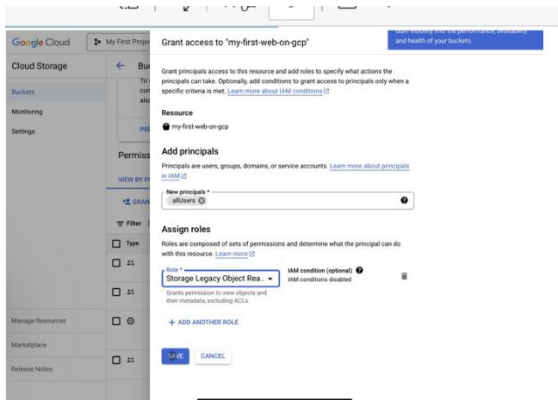 Google Cloud
My First Project
Cloud Storage
Buckets
Monitoring
Settings
Manage Resources
Marketplace
Release Notes
Permiss
VIEW BY P
GRAN
Filter
Type
Grant access to "my-first-web-on-gcp"
and health of your buckets.
Grant principals access to this resource and add roles to specify what actions the
principals can take. Optionally, add conditions to grant access to principals only when a
specific criteria is met. Learn more about IAM conditions
Resource
my-first-web-on-gcp
Add principals
Principals are users, groups, domains, or service accounts. Learn more about principals
in IAM
New principals *
allUsers
Assign roles
Roles are composed of sets of permissions and determine what the principal can do
with this resource. Learn more
Role *
Storage Legacy Object Rea...
IAM condition (optional)
IAM conditions disabled
Grants permission to view objects and
their metadata, excluding ACLs.
+ ADD ANOTHER ROLE
SAVE
CANCEL